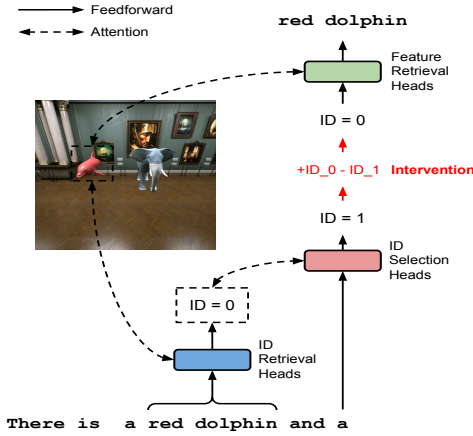 Feedforward
Attention
red dolphin
Feature
Retrieval
Heads
ID = 0
+ID_0 - ID_1 Intervention
ID = 1
ID
Selection
Heads
ID = 0
ID
Retrieval
Heads
There is a red dolphin and a